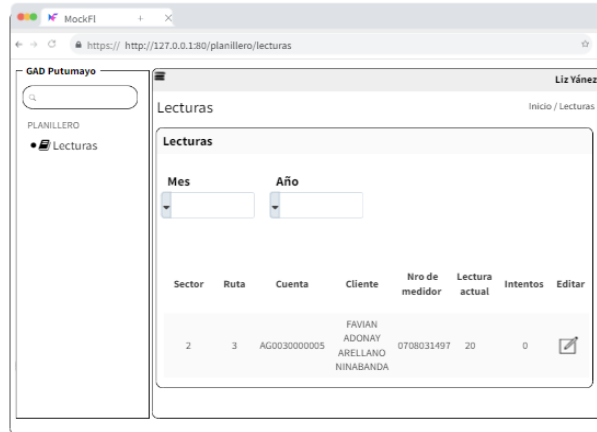 MockFl
https:// http://127.0.0.1:80/planillero/lecturas
GAD Putumayo
Liz Yánez
Lecturas
Inicio / Lecturas
PLANILLERO
Lecturas
Lecturas
Mes Año
Sector Ruta Cuenta Cliente Nro de medidor Lectura actual Intentos Editar
2 3 AG0030000005 FAVIAN ADONAY ARELLANO NINABANDA 0708031497 20 0